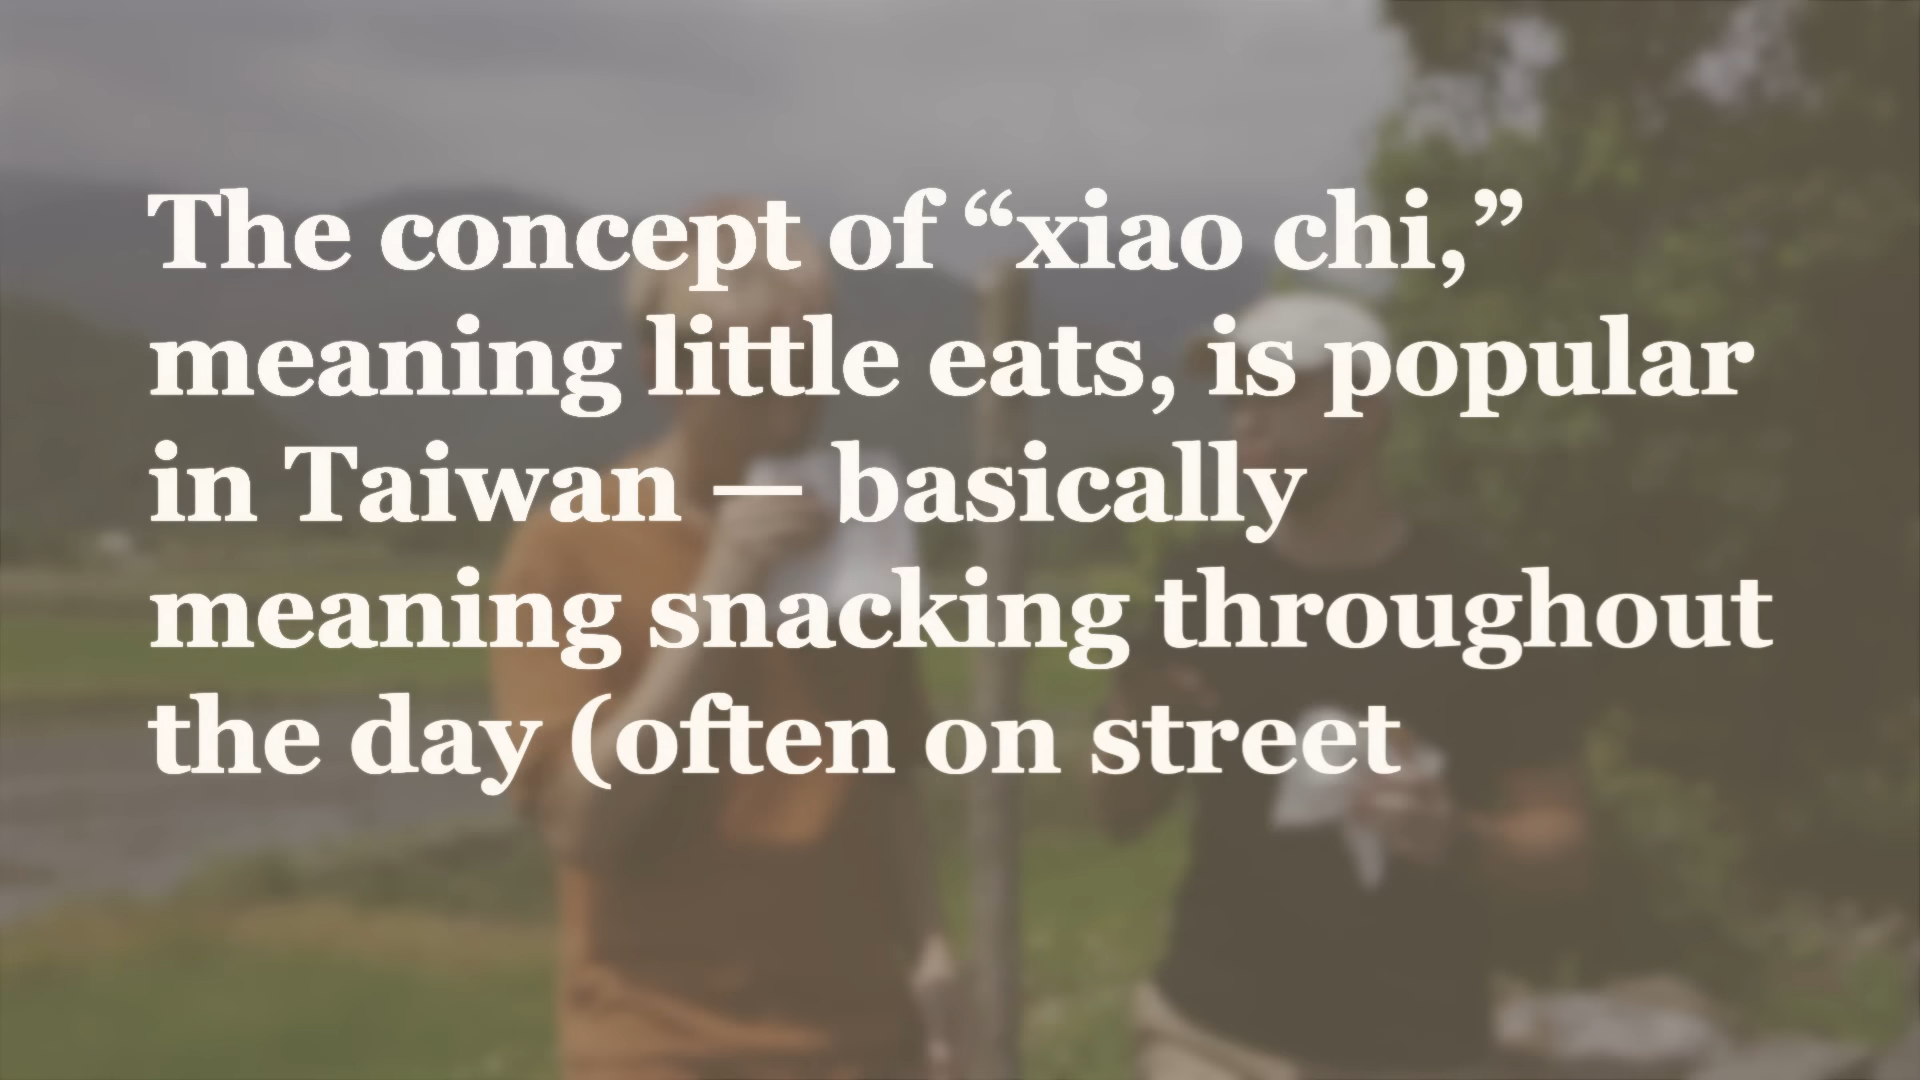 The concept of “xiao chi,”
meaning little eats, is popular
in Taiwan — basically
meaning snacking throughout
the day (often on street